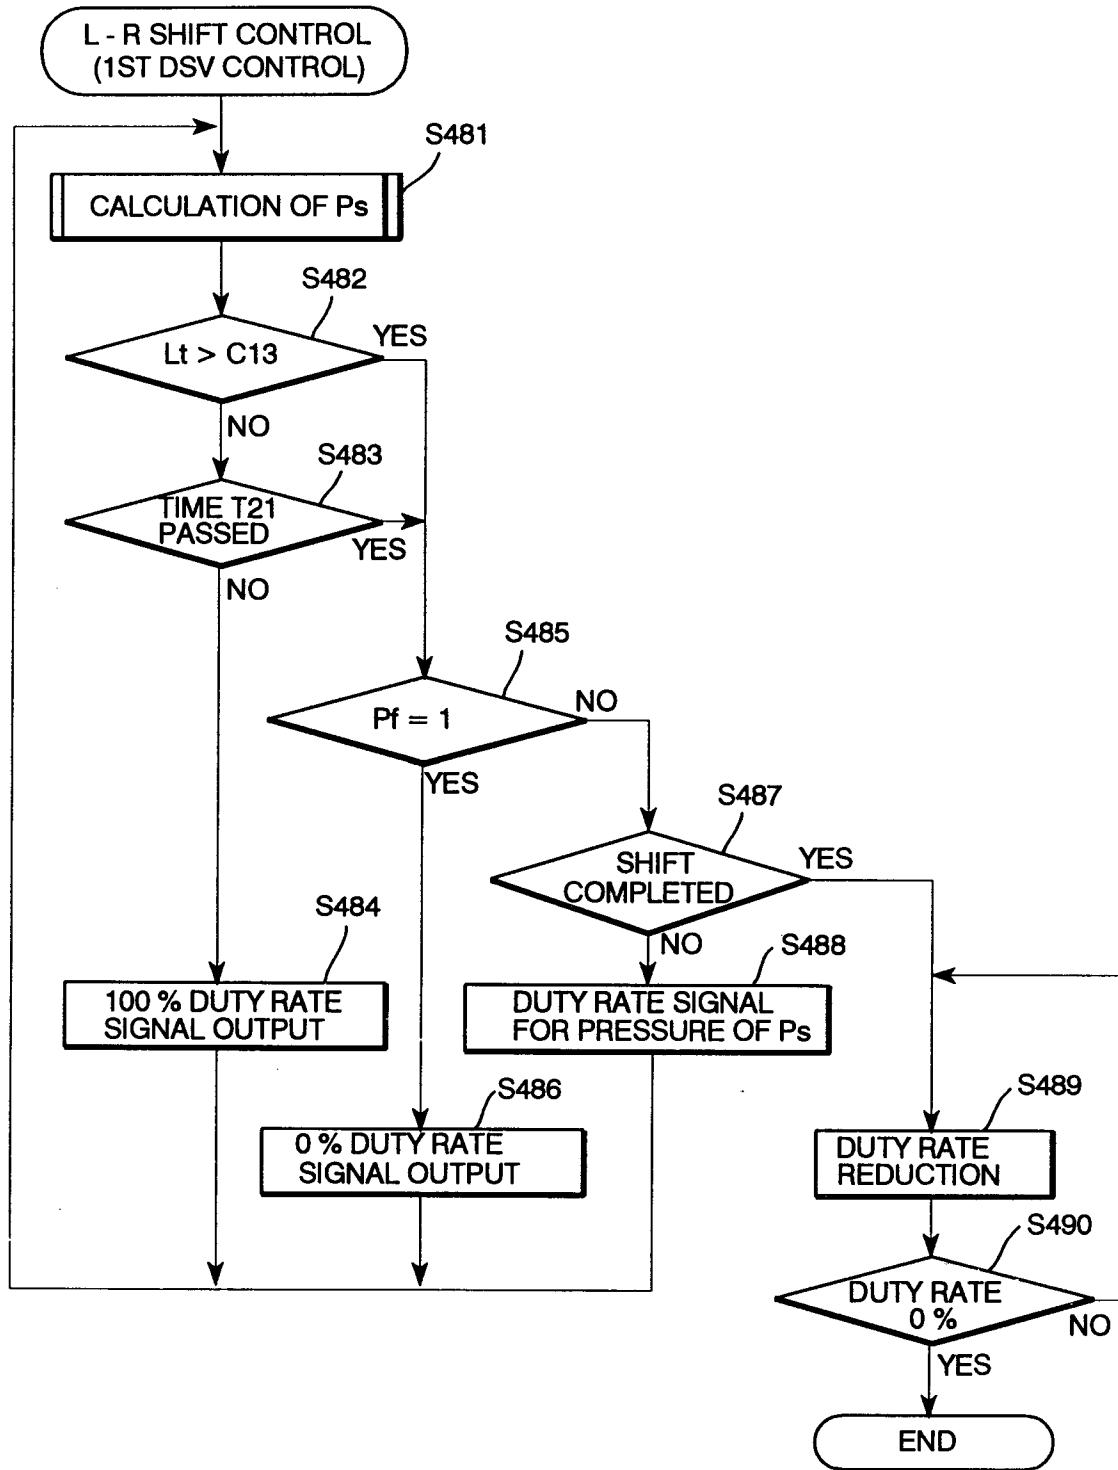 L - R SHIFT CONTROL
(1ST DSV CONTROL)
S481
CALCULATION OF Ps
S482
Lt > C13
YES
NO
S483
TIME T21
PASSED
YES
NO
S485
Pf = 1
NO
YES
S487
SHIFT
COMPLETED
YES
NO
S484
100 % DUTY RATE
SIGNAL OUTPUT
S488
DUTY RATE SIGNAL
FOR PRESSURE OF Ps
S486
0 % DUTY RATE
SIGNAL OUTPUT
S489
DUTY RATE
REDUCTION
S490
DUTY RATE
0 %
NO
YES
END